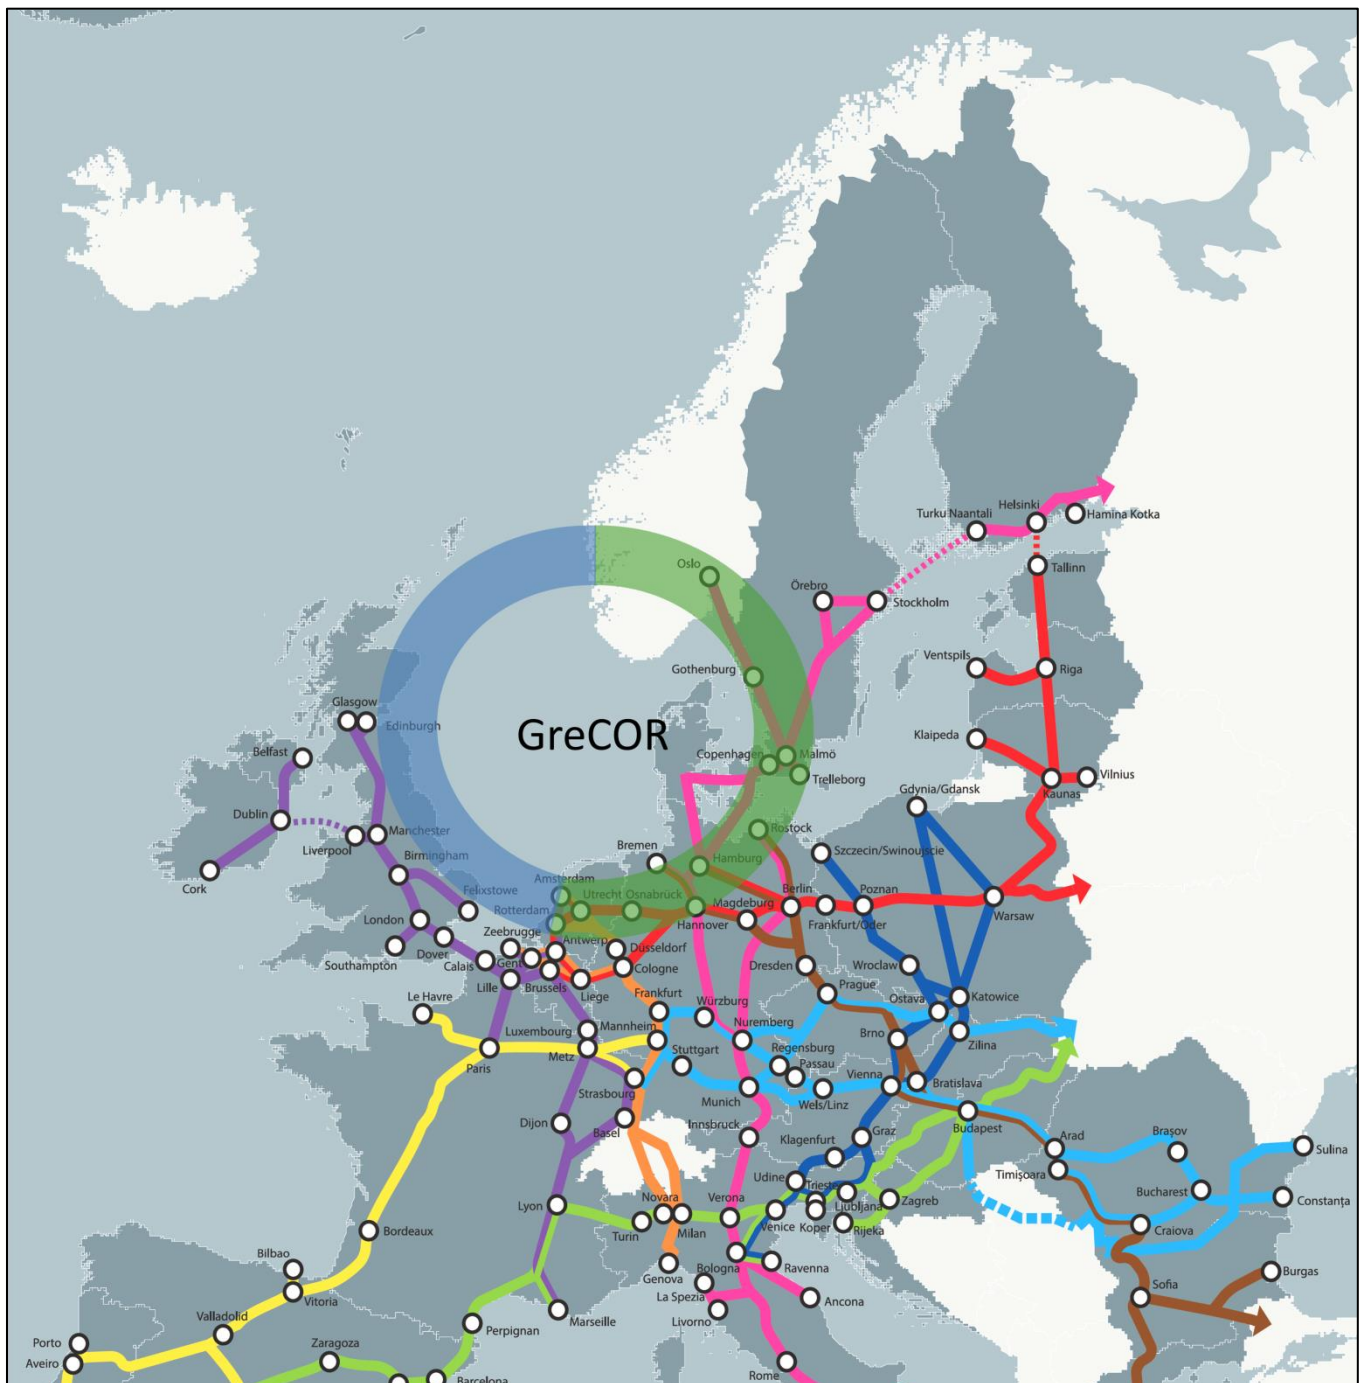 Helsinki
Turku Naantali
Hamina Kotka
Oslo
Tallinn
Örebro
Stockholm
Ventspils
Riga
Gothenburg
Glasgow
Edinburgh
GreCOR
Klaipeda
Belfast
Copenhagen
Malmö
Trelleborg
Vilnius
Kaunas
Gdynia/Gdansk
Dublin
Liverpool
Manchester
Rostock
Bremen
Hamburg
Szczecin/Swinoujscie
Birmingham
Cork
Felixstowe
Amsterdam
Utrecht
Osnabrück
Magdeburg
Berlin
Poznan
Rotterdam
London
Hannover
Frankfurt/Oder
Warsaw
Zeebrugge
Dover
Antwerp
Düsseldorf
Southampton
Calais
Gent
Cologne
Dresden
Wroclaw
Lille
Brussels
Liege
Prague
Katowice
Le Havre
Frankfurt
Würzburg
Ostava
Luxembourg
Mannheim
Nuremberg
Brno
Zilina
Paris
Metz
Stuttgart
Regensburg
Passau
Vienna
Bratislava
Strasbourg
Munich
Wels/Linz
Dijon
Basel
Innsbruck
Klagenfurt
Graz
Budapest
Arad
Braşov
Sulina
Udine
Trieste
Timişoara
Lyon
Novara
Verona
Ljubljana
Zagreb
Bucharest
Constanţa
Turin
Milan
Venice
Koper
Rijeka
Craiova
Bordeaux
Bilbao
Genova
Bologna
Ravenna
Burgas
Vitoria
La Spezia
Ancona
Sofia
Valladolid
Livorno
Marseille
Porto
Zaragoza
Perpignan
Aveiro
Rome
Barcelona